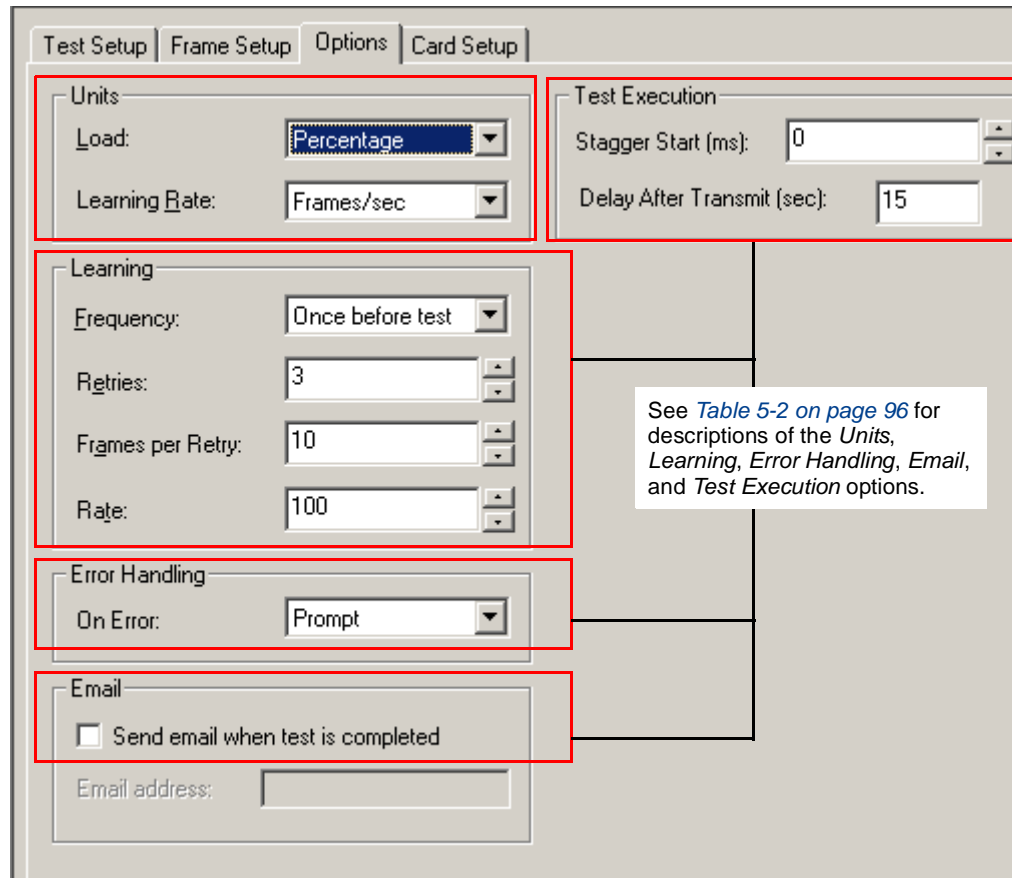 Test Setup Frame Setup Options Card Setup
Units
Load: Percentage
Learning Rate: Frames/sec
Test Execution
Stagger Start (ms): 0
Delay After Transmit (sec): 15
Learning
Frequency: Once before test
Retries: 3
Frames per Retry: 10
Rate: 100
See Table 5-2 on page 96 for
descriptions of the Units,
Learning, Error Handling, Email,
and Test Execution options.
Error Handling
On Error: Prompt
Email
Send email when test is completed
Email address: